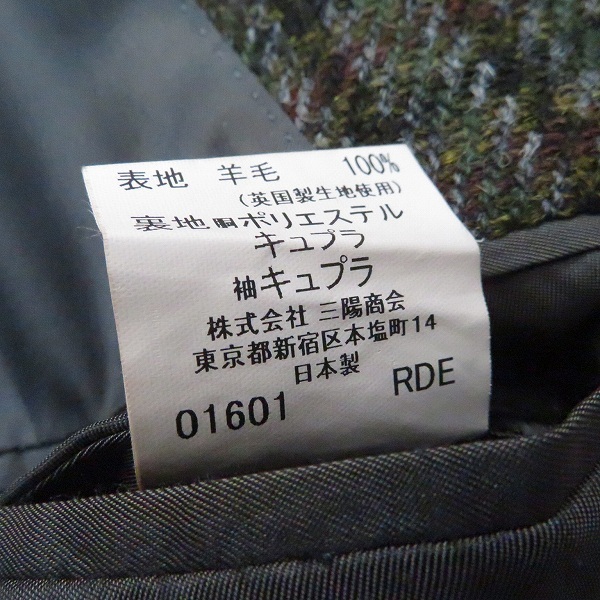 表地 羊毛 100%
(英国製生地使用)
裏地 胴ポリエステル
キュプラ
袖キュプラ
株式会社 三陽商会
東京都新宿区本塩町14
日本製
01601 RDE